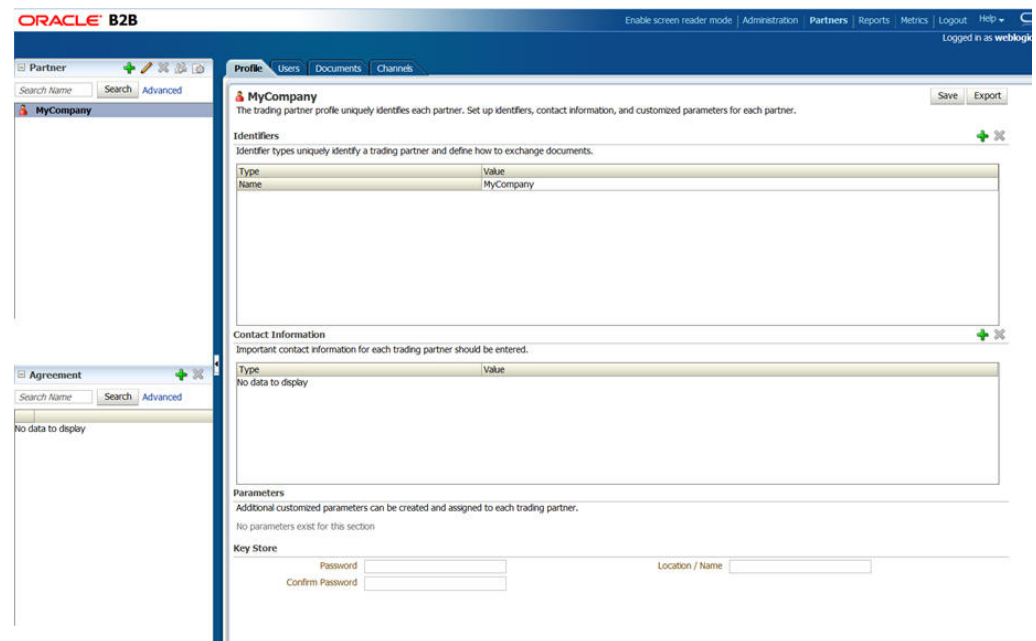 ORACLE B2B
Enable screen reader mode Administration Partners Reports Metrics Logout Help
Logged in as weblogic
Partner
Search Name Search Advanced
MyCompany
Agreement
Search Name Search Advanced
No data to display
Profile Users Documents Channels
MyCompany Save Export
The trading partner profile uniquely identifies each partner. Set up identifiers, contact information, and customized parameters for each partner.
Identifiers
Identifier types uniquely identify a trading partner and define how to exchange documents.
Type Value
Name MyCompany
Contact Information
Important contact information for each trading partner should be entered.
Type Value
No data to display
Parameters
Additional customized parameters can be created and assigned to each trading partner.
No parameters exist for this section
Key Store
Password Location / Name
Confirm Password